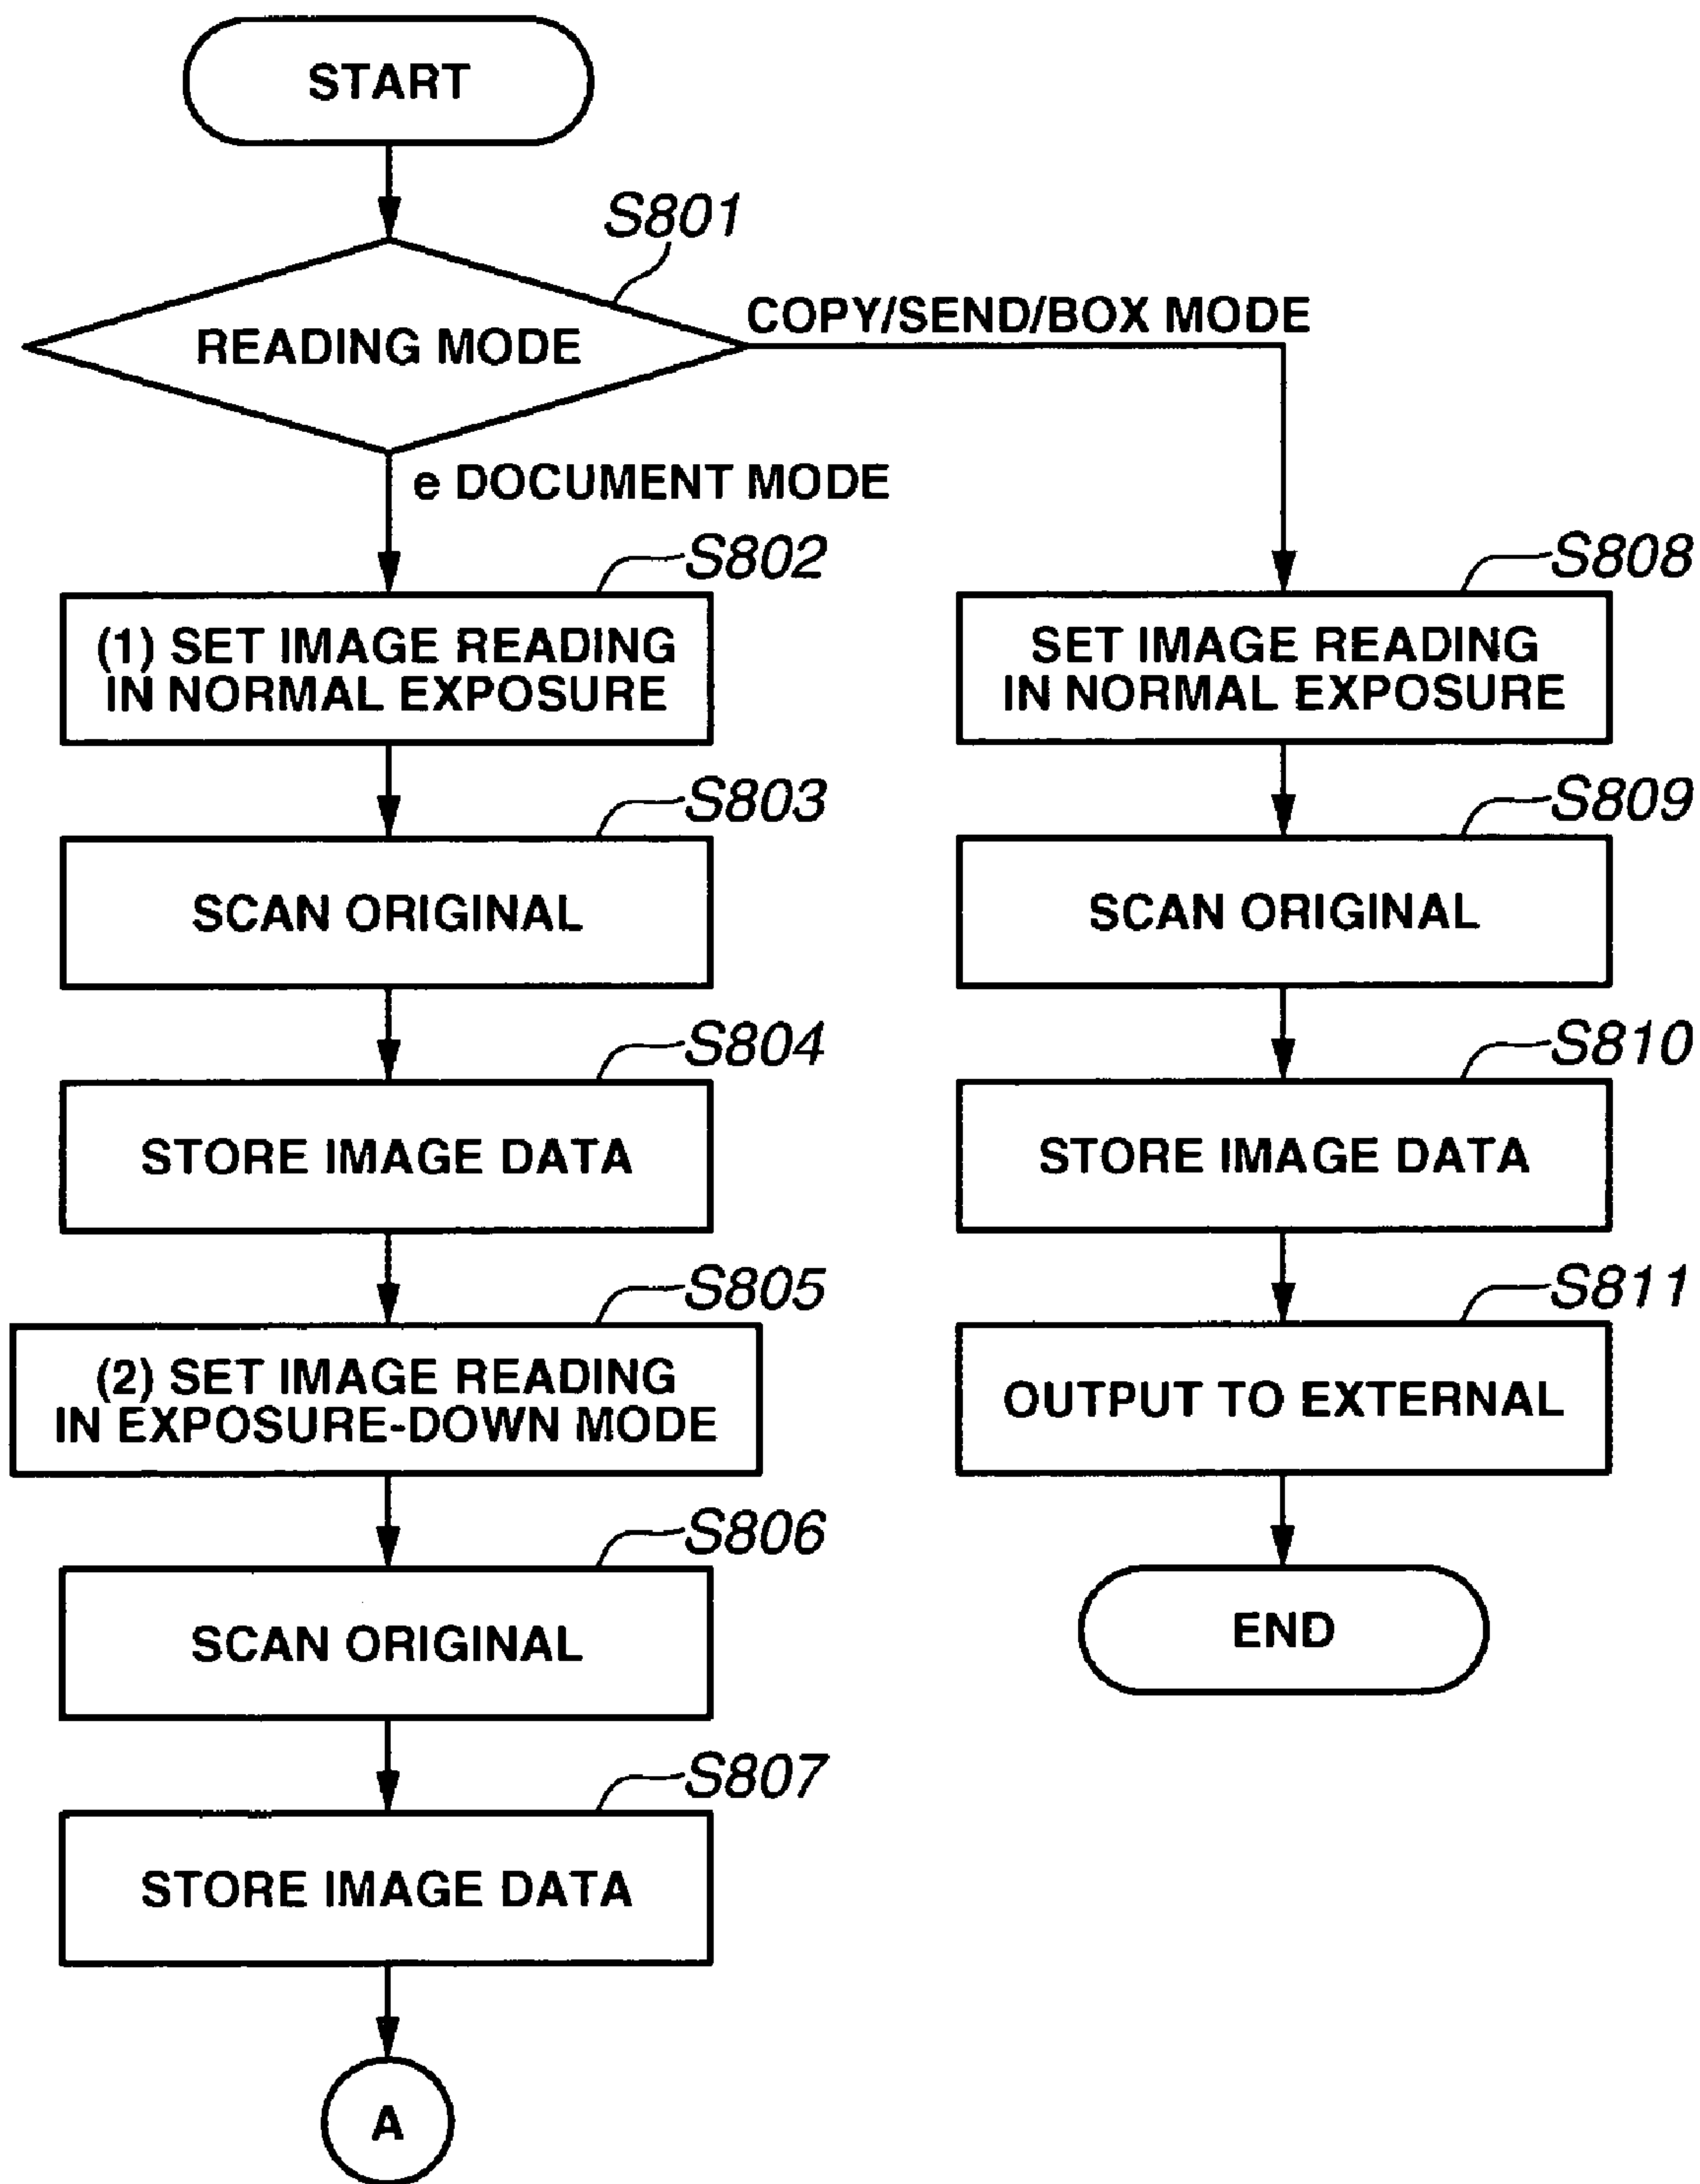 START
S801
READING MODE
COPY/SEND/BOX MODE
e DOCUMENT MODE
S802
(1) SET IMAGE READING
IN NORMAL EXPOSURE
S803
SCAN ORIGINAL
S804
STORE IMAGE DATA
S805
(2) SET IMAGE READING
IN EXPOSURE-DOWN MODE
S806
SCAN ORIGINAL
S807
STORE IMAGE DATA
A
S808
SET IMAGE READING
IN NORMAL EXPOSURE
S809
SCAN ORIGINAL
S810
STORE IMAGE DATA
S811
OUTPUT TO EXTERNAL
END